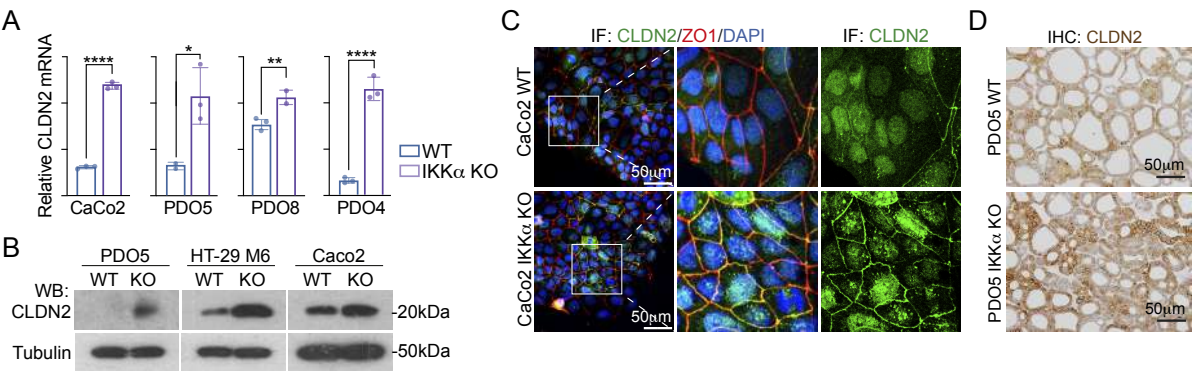 A
Relative CLDN2 mRNA
****
*
**
****
WT
IKKα KO
CaCo2
PDO5
PDO8
PDO4
B
PDO5
HT-29 M6
Caco2
WT KO
WT KO
WT KO
WB:
CLDN2
-20kDa
Tubulin
-50kDa
C
IF: CLDN2/ZO1/DAPI
IF: CLDN2
CaCo2 WT
50µm
CaCo2 IKKα KO
50µm
D
IHC: CLDN2
PDO5 WT
50µm
PDO5 IKKα KO
50µm